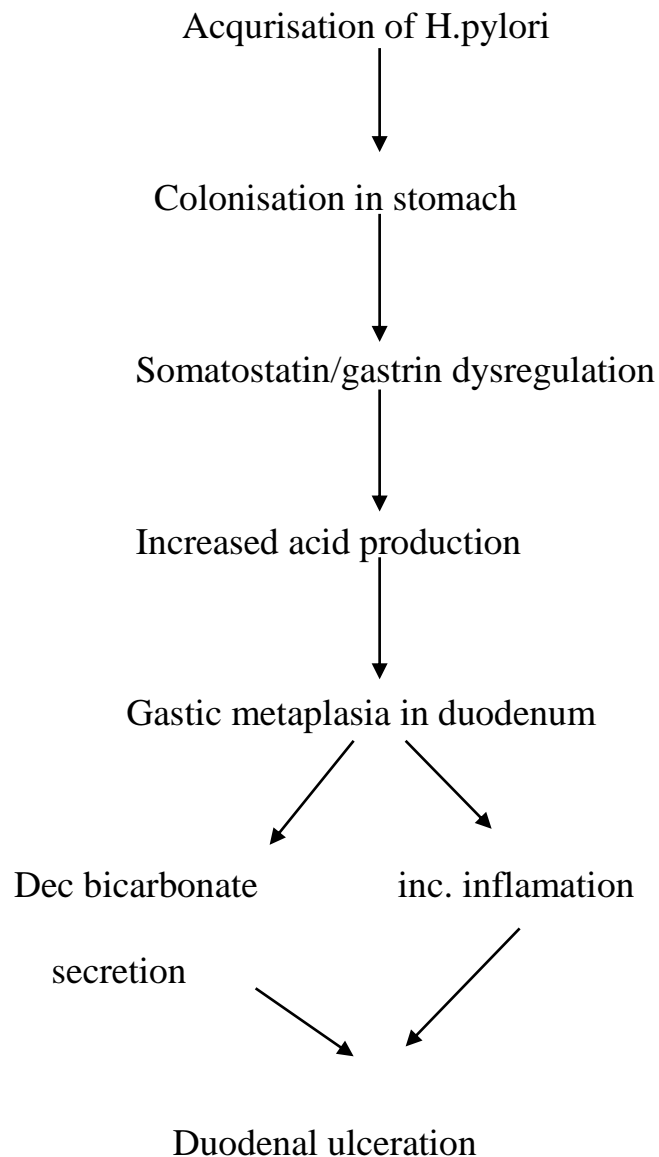 Acqurisation of H.pylori
Colonisation in stomach
Somatostatin/gastrin dysregulation
Increased acid production
Gastic metaplasia in duodenum
Dec bicarbonate inc. inflamation
secretion
Duodenal ulceration